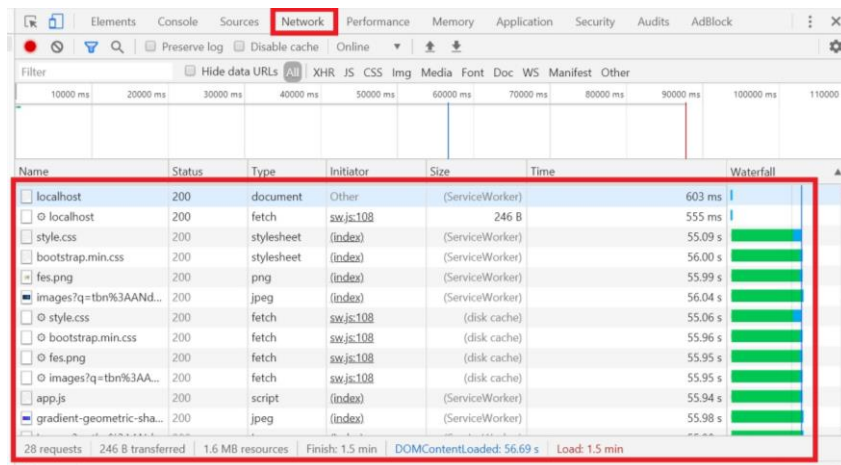 Elements Console Sources Network Performance Memory Application Security Audits AdBlock
Preserve log Disable cache Online
Filter Hide data URLs All XHR JS CSS Img Media Font Doc WS Manifest Other
10000 ms 20000 ms 30000 ms 40000 ms 50000 ms 60000 ms 70000 ms 80000 ms 90000 ms 100000 ms 110000
Name Status Type Initiator Size Time Waterfall
localhost 200 document Other (ServiceWorker) 603 ms
localhost 200 fetch sw.js:108 246 B 555 ms
style.css 200 stylesheet (index) (ServiceWorker) 55.09 s
bootstrap.min.css 200 stylesheet (index) (ServiceWorker) 56.00 s
fes.png 200 png (index) (ServiceWorker) 55.99 s
images?q=tbn%3AANd... 200 jpeg (index) (ServiceWorker) 56.04 s
style.css 200 fetch sw.js:108 (disk cache) 55.06 s
bootstrap.min.css 200 fetch sw.js:108 (disk cache) 55.96 s
fes.png 200 fetch sw.js:108 (disk cache) 55.95 s
images?q=tbn%3AA... 200 fetch sw.js:108 (disk cache) 55.95 s
app.js 200 script (index) (ServiceWorker) 55.94 s
gradient-geometric-sha... 200 jpeg (index) (ServiceWorker) 55.98 s
28 requests 246 B transferred 1.6 MB resources Finish: 1.5 min DOMContentLoaded: 56.69 s Load: 1.5 min